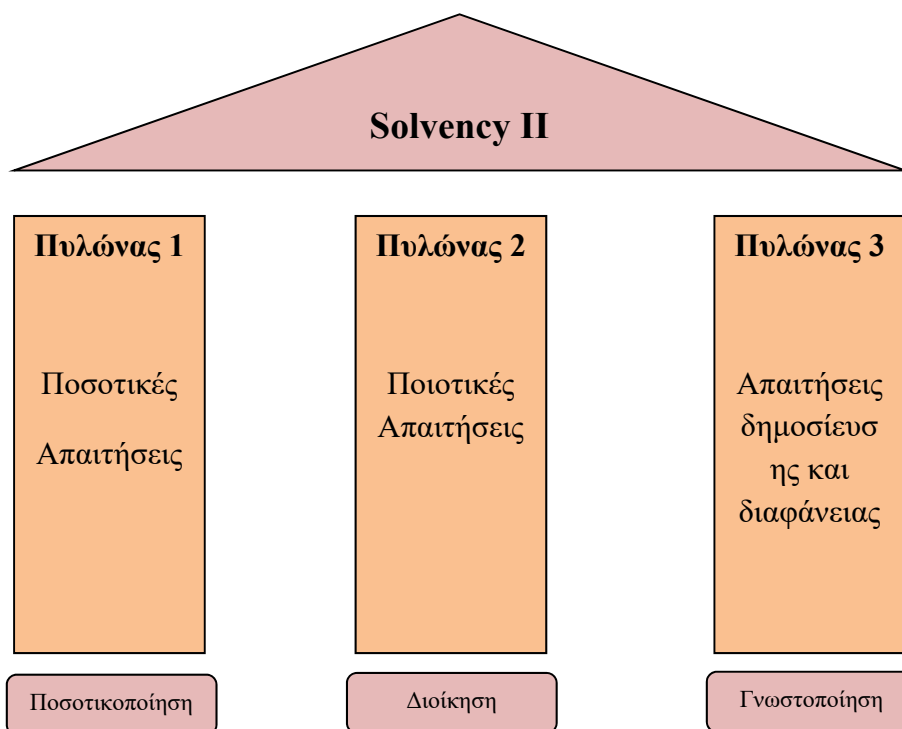 Solvency II
Πυλώνας 1
Ποσοτικές
Απαιτήσεις
Πυλώνας 2
Ποιοτικές
Απαιτήσεις
Πυλώνας 3
Απαιτήσεις
δημοσίευσ
ης και
διαφάνειας
Ποσοτικοποίηση
Διοίκηση
Γνωστοποίηση